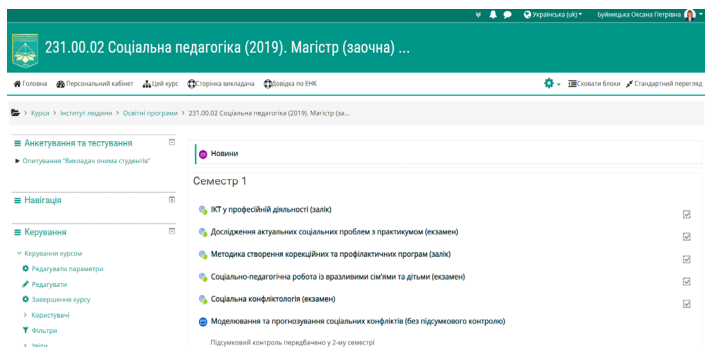 Українська (uk)
Буймицька Оксана Петрівна
231.00.02 Соціальна педагогіка (2019). Магістр (заочна) ...
Головна Персональний кабінет Цей курс Сторінка викладача Довідка по ЕНК
Сховати блоки Стандартний перегляд
Курси Інститут людини Освітні програми 231.00.02 Соціальна педагогіка (2019). Магістр (за...
Анкетування та тестування
Опитування "Викладач очима студентів"
Навігація
Керування
Керування курсом
Редагувати параметри
Редагувати
Завершення курсу
Користувачі
Фільтри
Звіти
Новини
Семестр 1
ІКТ у професійній діяльності (залік)
Дослідження актуальних соціальних проблем з практикумом (екзамен)
Методика створення корекційних та профілактичних програм (залік)
Соціально-педагогічна робота із вразливими сім'ями та дітьми (екзамен)
Соціальна конфліктологія (екзамен)
Моделювання та прогнозування соціальних конфліктів (без підсумкового контролю)
Підсумковий контроль передбачено у 2-му семестрі